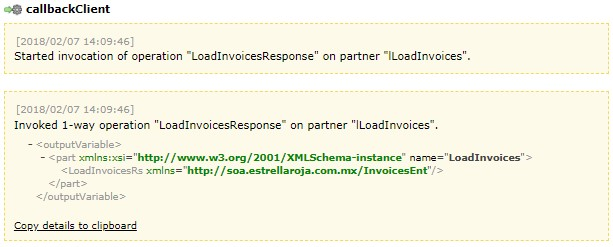 callbackClient
[2018/02/07 14:09:46]
Started invocation of operation "LoadInvoicesResponse" on partner "lLoadInvoices".
[2018/02/07 14:09:46]
Invoked 1-way operation "LoadInvoicesResponse" on partner "lLoadInvoices".
- <outputVariable>
- <part xmlns:xsi="http://www.w3.org/2001/XMLSchema-instance" name="LoadInvoices">
<LoadInvoicesRs xmlns="http://soa.estrellaroja.com.mx/InvoicesEnt"/>
</part>
</outputVariable>
Copy details to clipboard